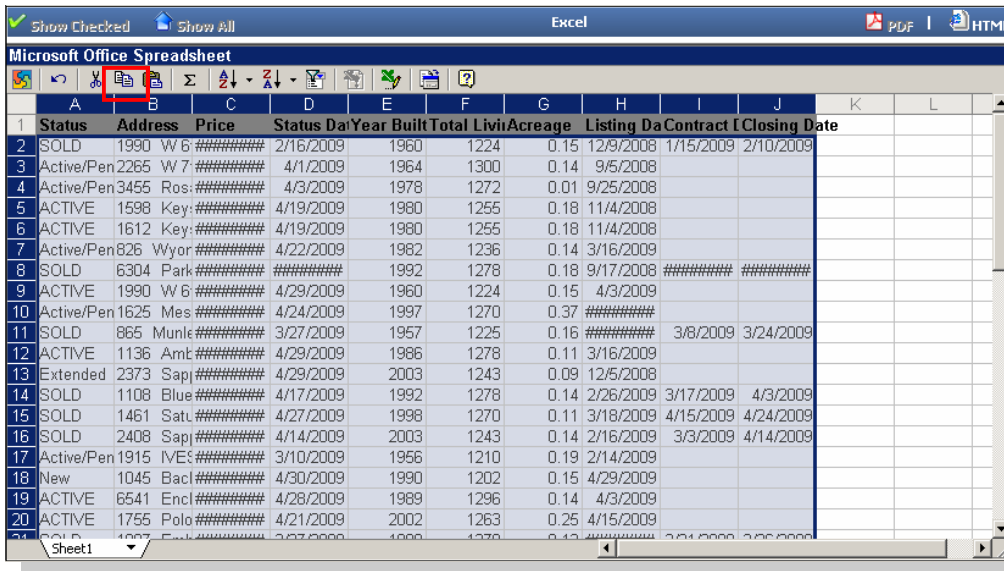 Show Checked Show All Excel PDF | HTM
Microsoft Office Spreadsheet
Σ A Z Z A ?
A B C D E F G H I J K L
1 Status Address Price Status Dat Year Built Total Livin Acreage Listing Da Contract D Closing Date
2 SOLD 1990 W 6 ######## 2/16/2009 1960 1224 0.15 12/9/2008 1/15/2009 2/10/2009
3 Active/Pen 2265 W 7 ######## 4/1/2009 1964 1300 0.14 9/5/2008
4 Active/Pen 3455 Ros ######## 4/3/2009 1978 1272 0.01 9/25/2008
5 ACTIVE 1598 Key ######## 4/19/2009 1980 1255 0.18 11/4/2008
6 ACTIVE 1612 Key ######## 4/19/2009 1980 1255 0.18 11/4/2008
7 Active/Pen 826 Wyor ######## 4/22/2009 1982 1236 0.14 3/16/2009
8 SOLD 6304 Park ######## ######## 1992 1278 0.18 9/17/2008 ######## ########
9 ACTIVE 1990 W 6 ######## 4/29/2009 1960 1224 0.15 4/3/2009
10 Active/Pen 1625 Mes ######## 4/24/2009 1997 1270 0.37 ########
11 SOLD 865 Munle ######## 3/27/2009 1957 1225 0.16 ######## 3/8/2009 3/24/2009
12 ACTIVE 1136 Amb ######## 4/29/2009 1986 1278 0.11 3/16/2009
13 Extended 2373 Sap ######## 4/29/2009 2003 1243 0.09 12/5/2008
14 SOLD 1108 Blue ######## 4/17/2009 1992 1278 0.14 2/26/2009 3/17/2009 4/3/2009
15 SOLD 1461 Satu ######## 4/27/2009 1998 1270 0.11 3/18/2009 4/15/2009 4/24/2009
16 SOLD 2408 Sap ######## 4/14/2009 2003 1243 0.14 2/16/2009 3/3/2009 4/14/2009
17 Active/Pen 1915 IVES ######## 3/10/2009 1956 1210 0.19 2/14/2009
18 New 1045 Bacl ######## 4/30/2009 1990 1202 0.15 4/29/2009
19 ACTIVE 6541 Encl ######## 4/28/2009 1989 1296 0.14 4/3/2009
20 ACTIVE 1755 Polo ######## 4/21/2009 2002 1263 0.25 4/15/2009
Sheet1